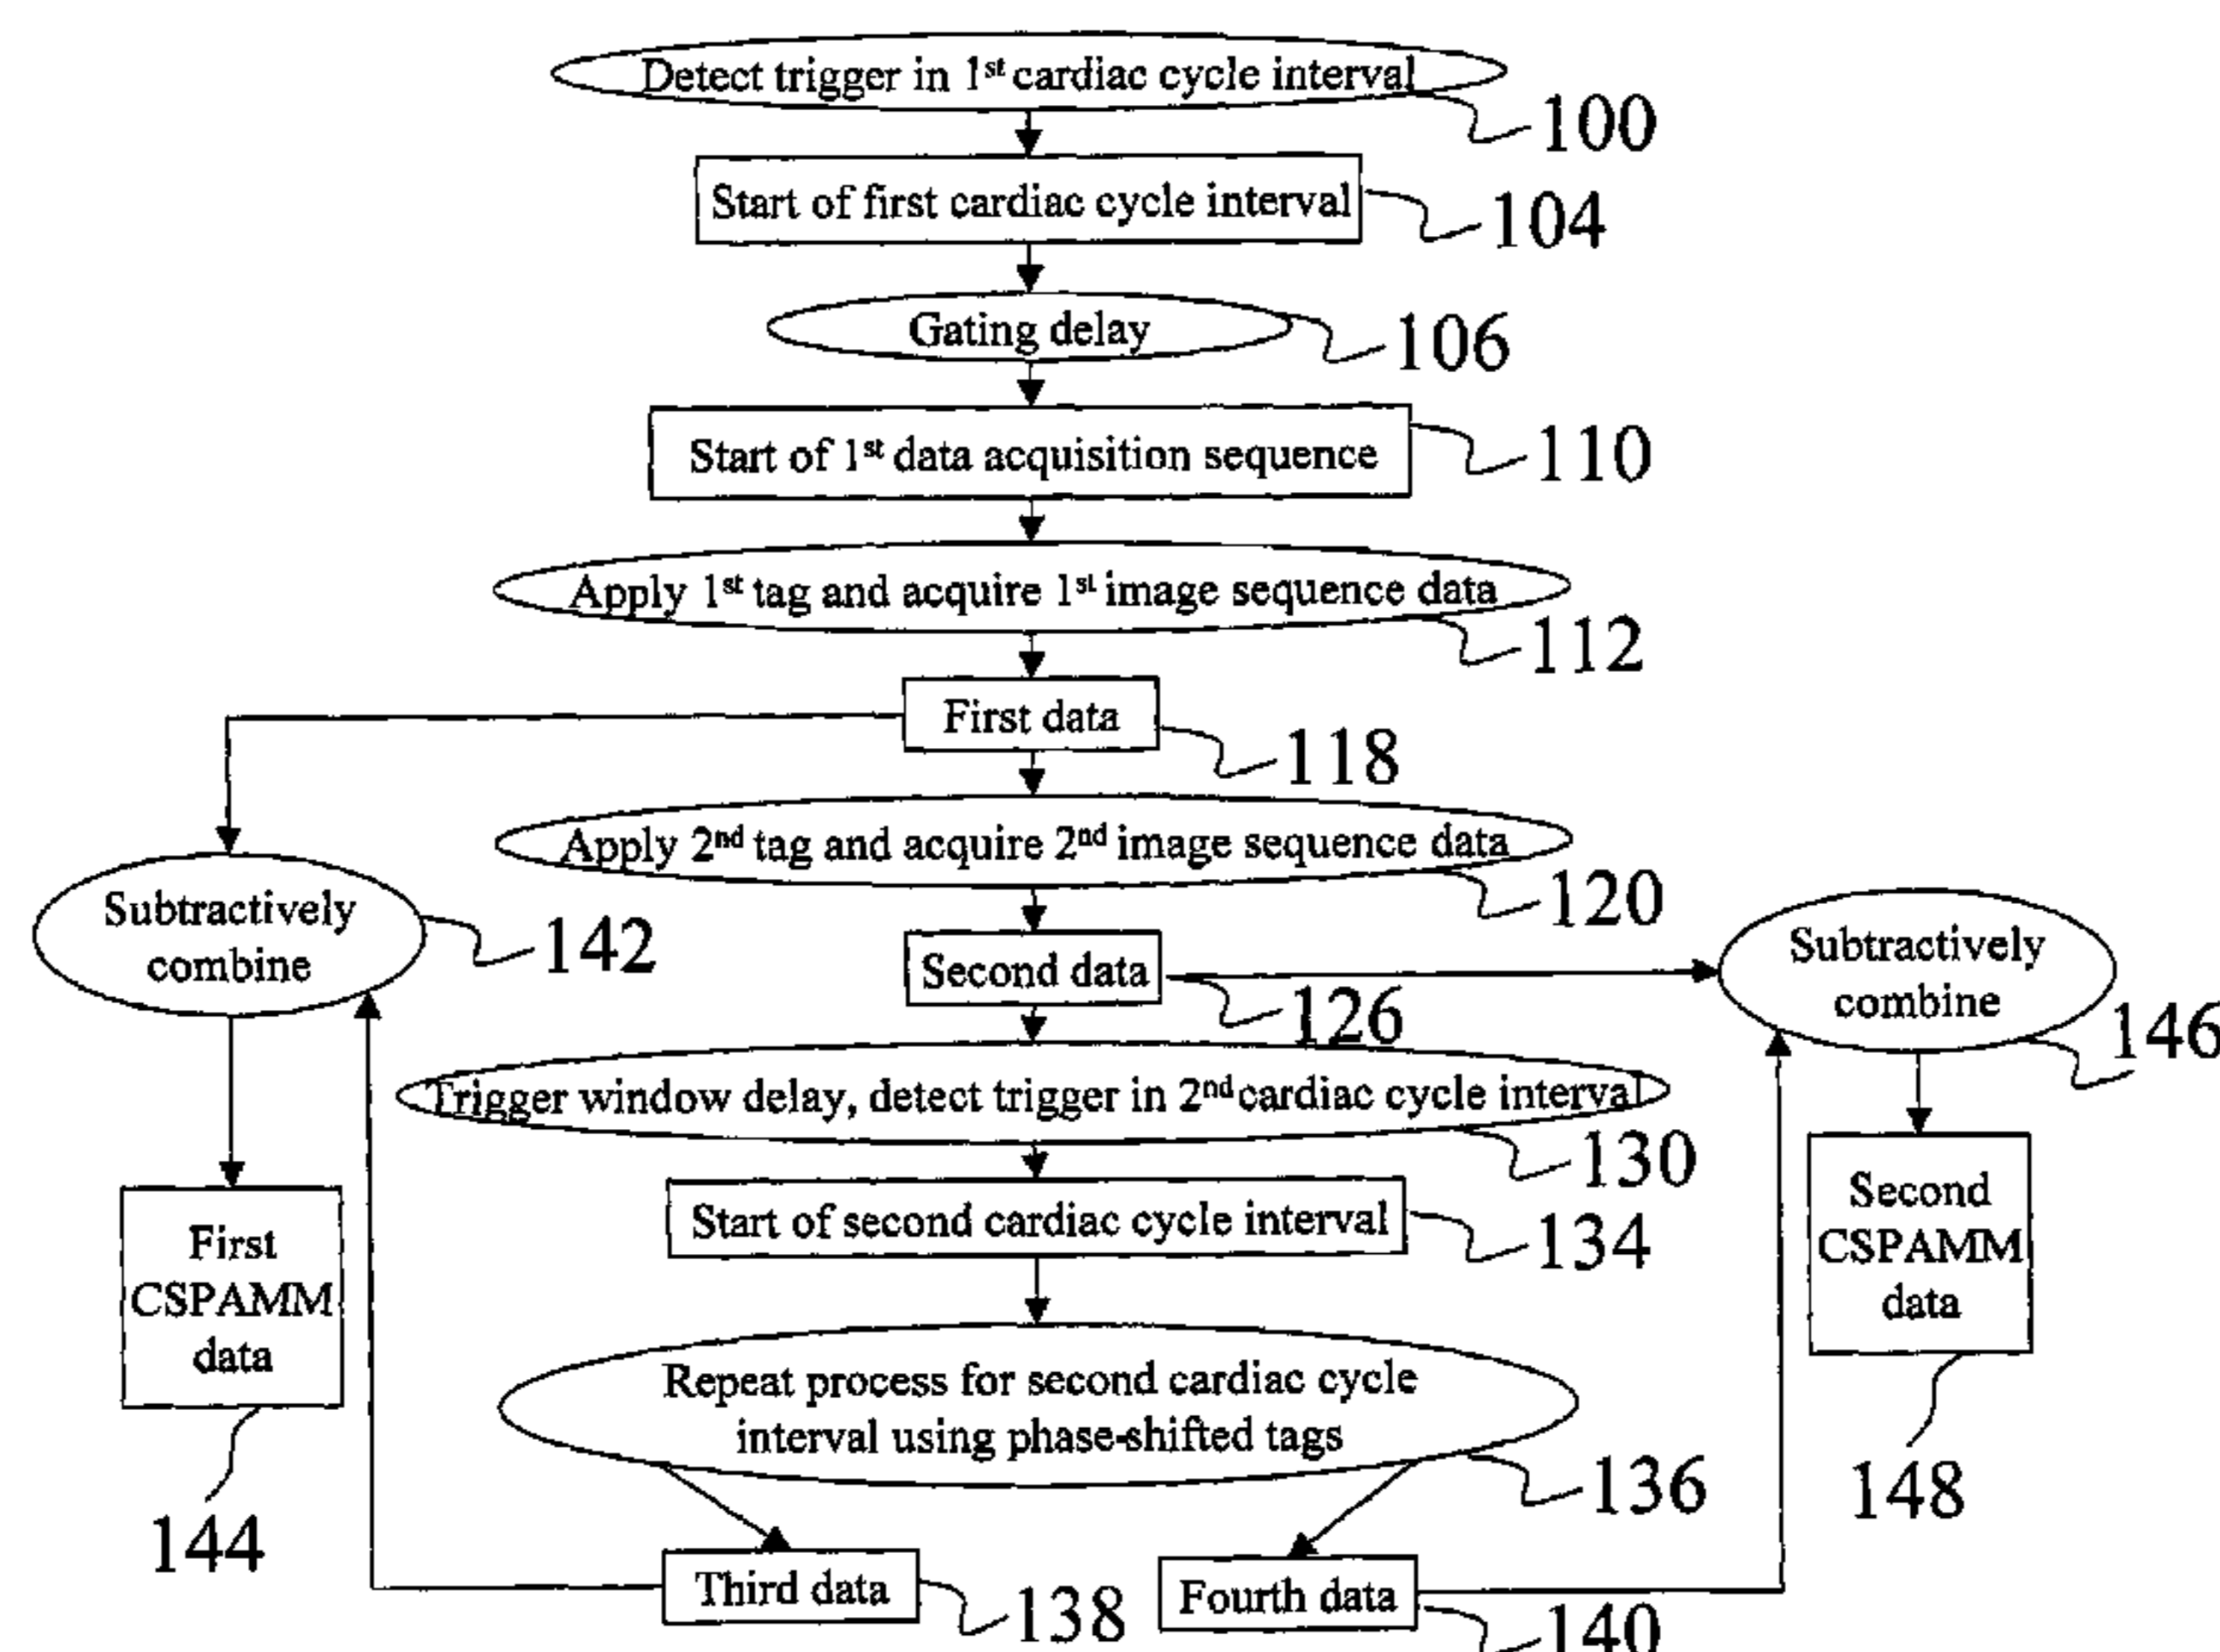 Detect trigger in 1st cardiac cycle interval
100
Start of first cardiac cycle interval
104
Gating delay
106
Start of 1st data acquisition sequence
110
Apply 1st tag and acquire 1st image sequence data
112
First data
118
Apply 2nd tag and acquire 2nd image sequence data
120
Subtractively
combine
142
Second data
126
Subtractively
combine
146
Trigger window delay, detect trigger in 2nd cardiac cycle interval
130
Start of second cardiac cycle interval
134
First
CSPAMM
data
144
Second
CSPAMM
data
148
Repeat process for second cardiac cycle
interval using phase-shifted tags
136
Third data
138
Fourth data
140